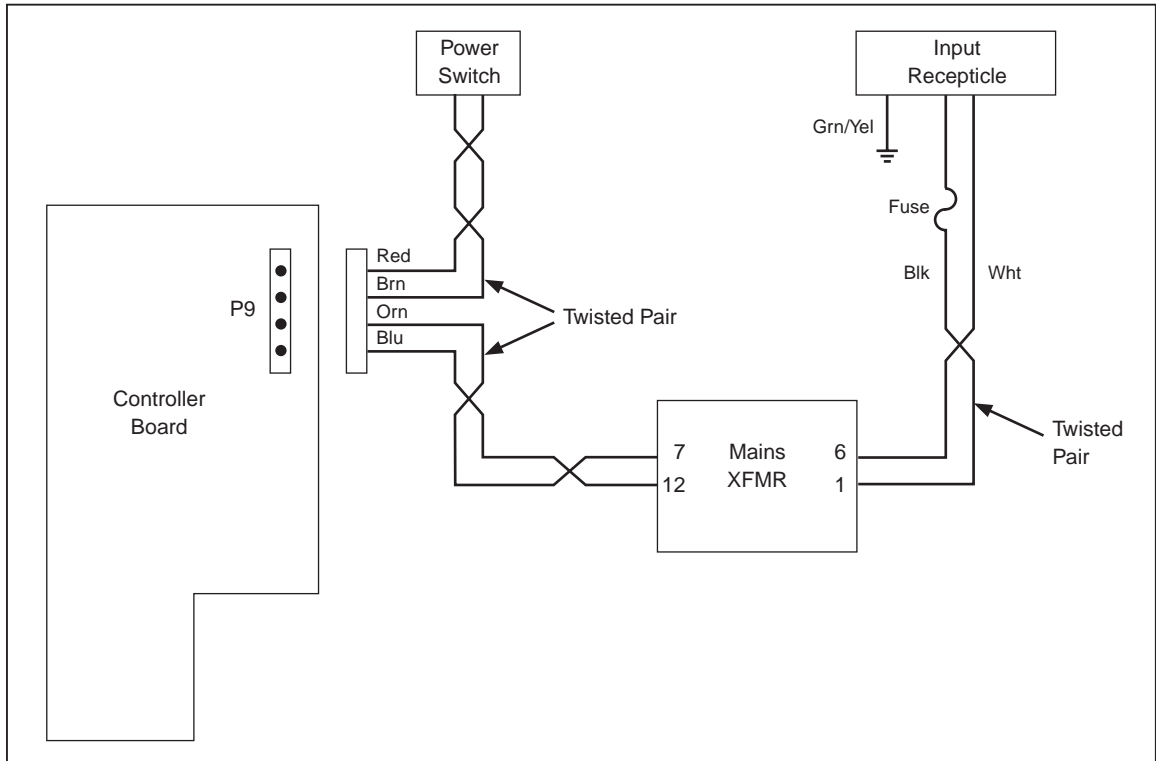 Power
Switch
Input
Recepticle
Grn/Yel
Fuse
Blk
Wht
Red
Brn
Orn
Blu
P9
Twisted Pair
Controller
Board
7
12
Mains
XFMR
6
1
Twisted
Pair